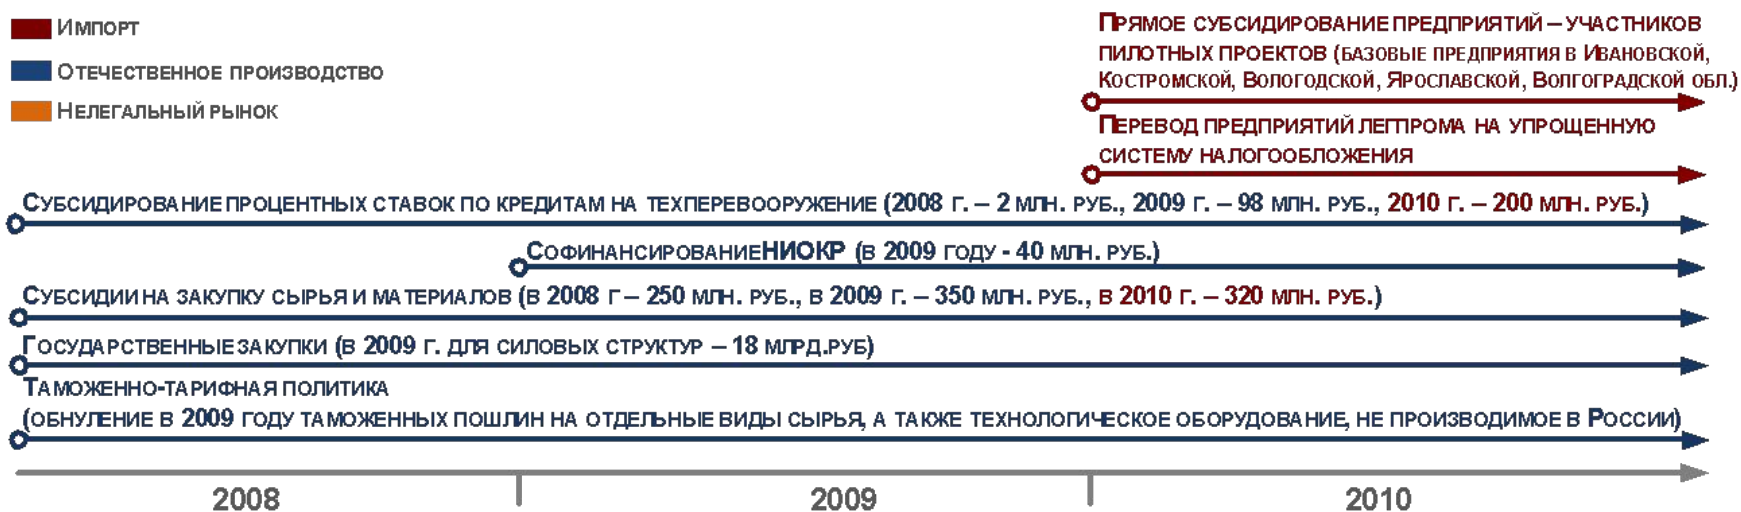 Импорт
Отечественное производство
Нелегальный рынок
Прямое субсидирование предприятий – участников
пилотных проектов (базовые предприятия в Ивановской,
Костромской, Вологодской, Ярославской, Волгоградской обл.)
Перевод предприятий легпрома на упрощенную
систему налогообложения
Субсидирование процентных ставок по кредитам на техперевооружение (2008 г. – 2 млн. руб., 2009 г. – 98 млн. руб., 2010 г. – 200 млн. руб.)
Софинансирование НИОКР (в 2009 году - 40 млн. руб.)
Субсидии на закупку сырья и материалов (в 2008 г – 250 млн. руб., в 2009 г. – 350 млн. руб., в 2010 г. – 320 млн. руб.)
Государственные закупки (в 2009 г. для силовых структур – 18 млрд.руб)
Таможенно-тарифная политика
(обнуление в 2009 году таможенных пошлин на отдельные виды сырья, а также технологическое оборудование, не производимое в России)
2008
2009
2010